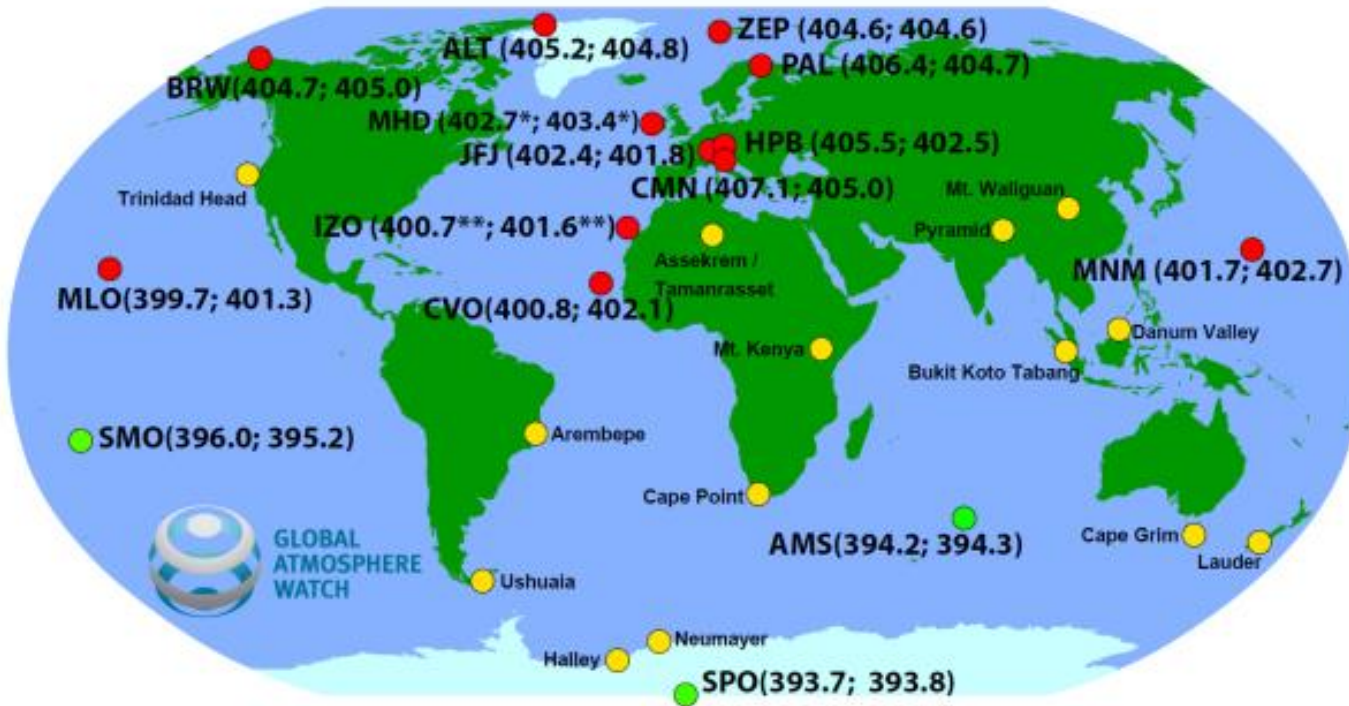 ZEP (404.6; 404.6)
ALT (405.2; 404.8)
PAL (406.4; 404.7)
BRW(404.7; 405.0)
MHD (402.7*; 403.4*)
HPB (405.5; 402.5)
JFJ (402.4; 401.8)
CMN (407.1; 405.0)
Mt. Waliguan
Trinidad Head
IZO (400.7**; 401.6**)
Pyramid
Assekrem /
Tamanrasset
MNM (401.7; 402.7)
MLO(399.7; 401.3)
CVO(400.8; 402.1)
Danum Valley
Mt. Kenya
Bukit Koto Tabang
SMO(396.0; 395.2)
Arembepe
Cape Point
AMS(394.2; 394.3)
Cape Grim
Lauder
GLOBAL
ATMOSPHERE
WATCH
Ushuaia
Neumayer
Halley
SPO(393.7; 393.8)